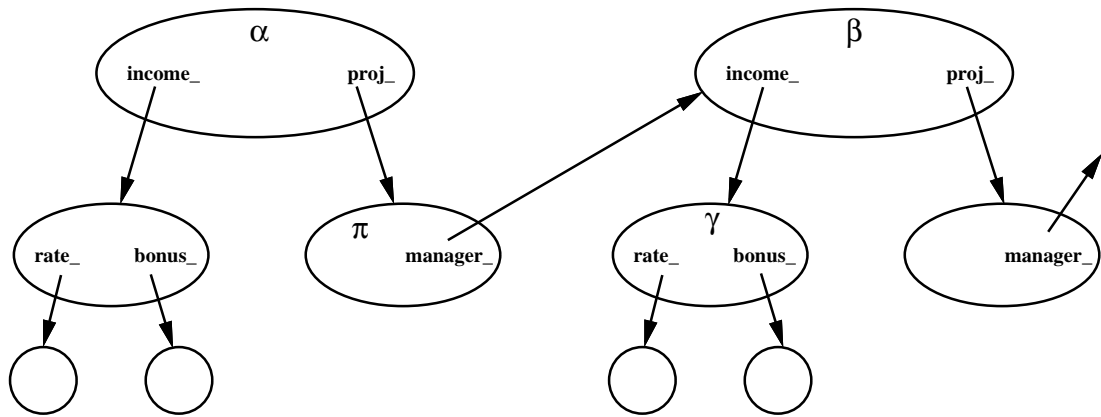 α
β
income_ proj_
income_ proj_
π
γ
rate_ bonus_
manager_
rate_ bonus_
manager_